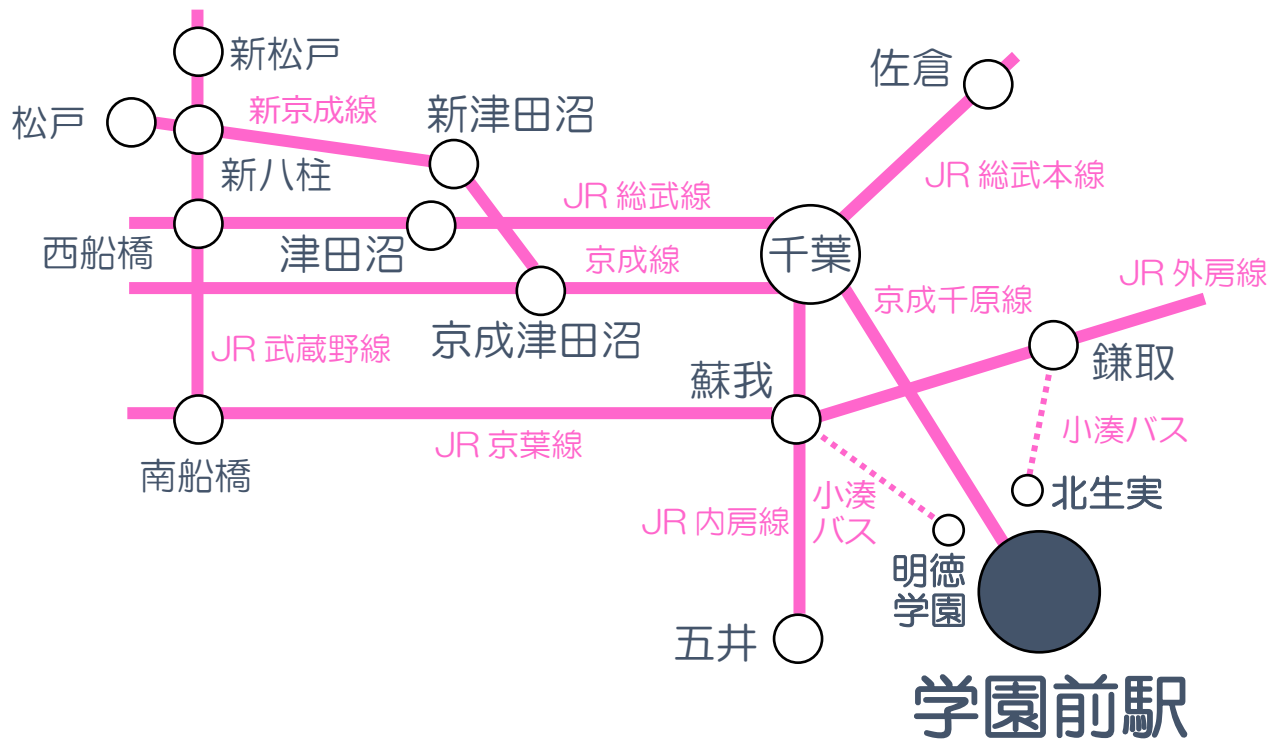 新松戸
佐倉
松戸
新京成線
新津田沼
新八柱
JR 総武本線
JR 総武線
西船橋
津田沼
京成線
千葉
JR 外房線
京成千原線
京成津田沼
JR 武蔵野線
鎌取
蘇我
小湊バス
JR 京葉線
南船橋
北生実
小湊
バス
JR 内房線
明徳
学園
五井
学園前駅